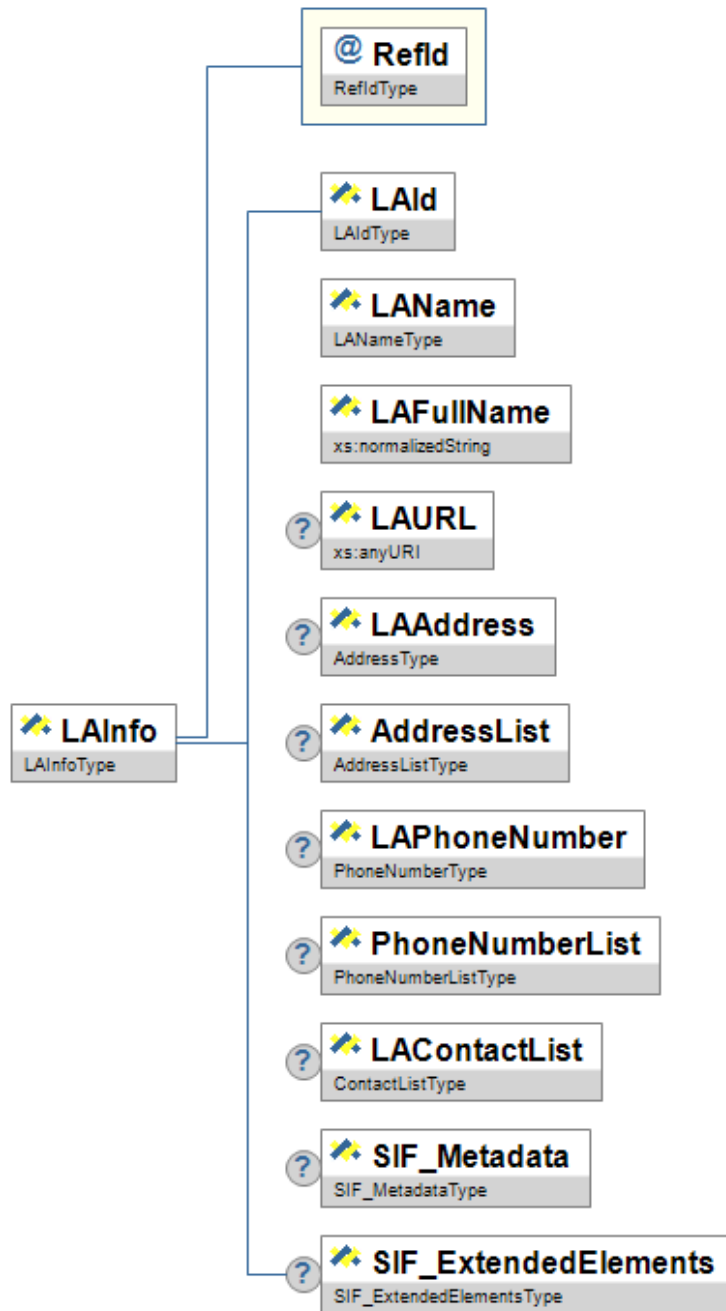 @ RefId
RefIdType
LAId
LAIdType
LAName
LANameType
LAFullName
xs:normalizedString
? LAURL
xs:anyURI
? LAAddress
AddressType
LAInfo
LAInfoType
? AddressList
AddressListType
? LAPhoneNumber
PhoneNumberType
? PhoneNumberList
PhoneNumberListType
? LAContactList
ContactListType
? SIF_Metadata
SIF_MetadataType
? SIF_ExtendedElements
SIF_ExtendedElementsType